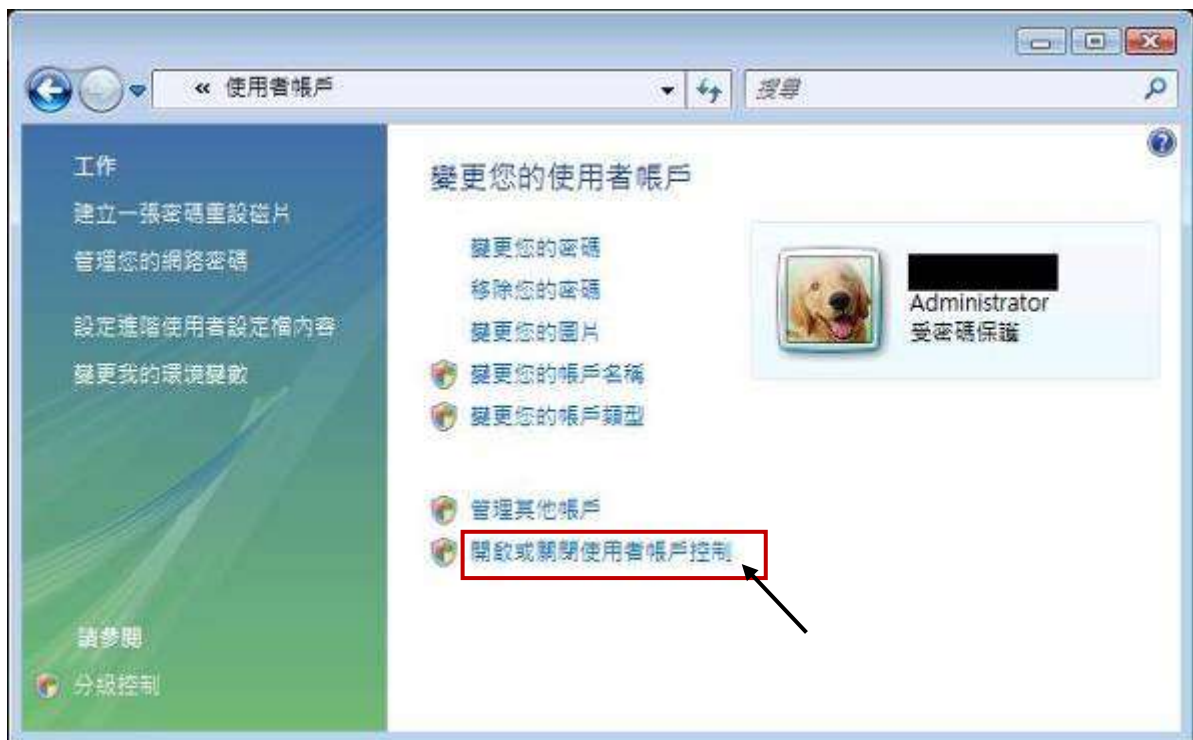 « 使用者帳戶
搜尋
工作
建立一張密碼重設磁片
管理您的網路密碼
設定進階使用者設定檔內容
變更我的環境變數
請參閱
分級控制
變更您的使用者帳戶
變更您的密碼
移除您的密碼
變更您的圖片
變更您的帳戶名稱
變更您的帳戶類型
管理其他帳戶
開啟或關閉使用者帳戶控制
Administrator
受密碼保護